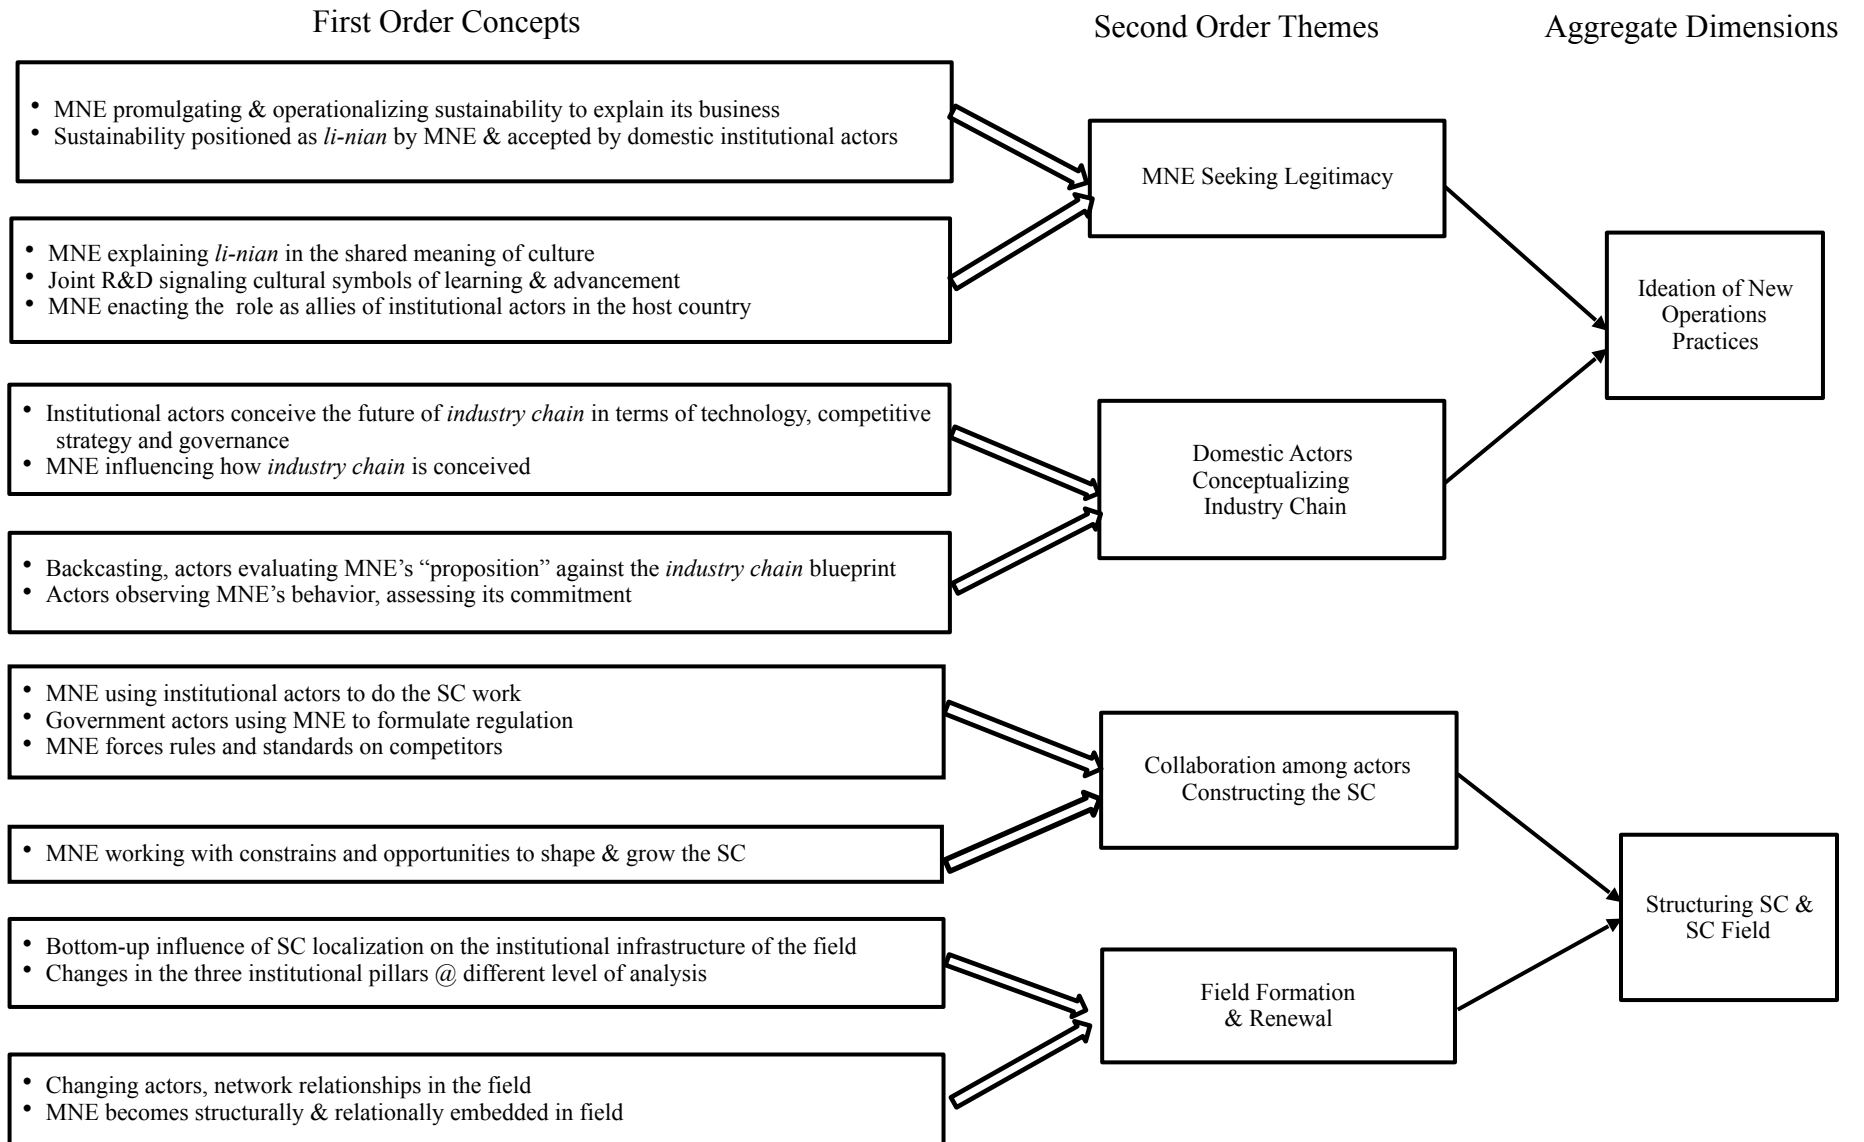 First Order Concepts
Second Order Themes
Aggregate Dimensions
• MNE promulgating & operationalizing sustainability to explain its business
• Sustainability positioned as li-nian by MNE & accepted by domestic institutional actors
MNE Seeking Legitimacy
• MNE explaining li-nian in the shared meaning of culture
• Joint R&D signaling cultural symbols of learning & advancement
• MNE enacting the role as allies of institutional actors in the host country
Ideation of New
Operations
Practices
• Institutional actors conceive the future of industry chain in terms of technology, competitive
strategy and governance
• MNE influencing how industry chain is conceived
Domestic Actors
Conceptualizing
Industry Chain
• Backcasting, actors evaluating MNE’s “proposition” against the industry chain blueprint
• Actors observing MNE’s behavior, assessing its commitment
• MNE using institutional actors to do the SC work
• Government actors using MNE to formulate regulation
• MNE forces rules and standards on competitors
Collaboration among actors
Constructing the SC
• MNE working with constrains and opportunities to shape & grow the SC
Structuring SC &
SC Field
• Bottom-up influence of SC localization on the institutional infrastructure of the field
• Changes in the three institutional pillars @ different level of analysis
Field Formation
& Renewal
• Changing actors, network relationships in the field
• MNE becomes structurally & relationally embedded in field